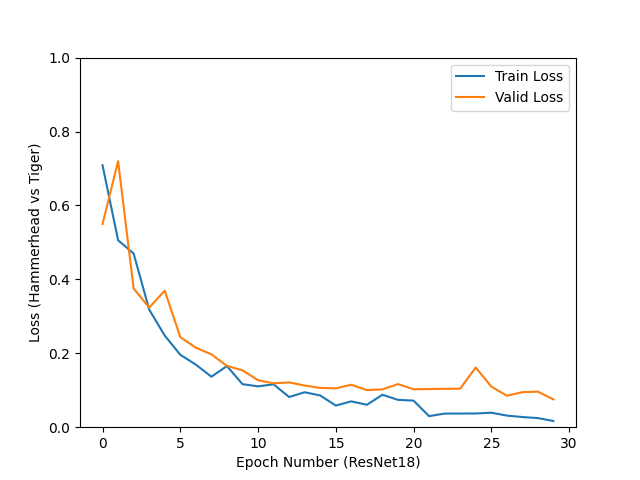 Train Loss
Valid Loss
Loss (Hammerhead vs Tiger)
1.0
0.8
0.6
0.4
0.2
0.0
0 5 10 15 20 25 30
Epoch Number (ResNet18)